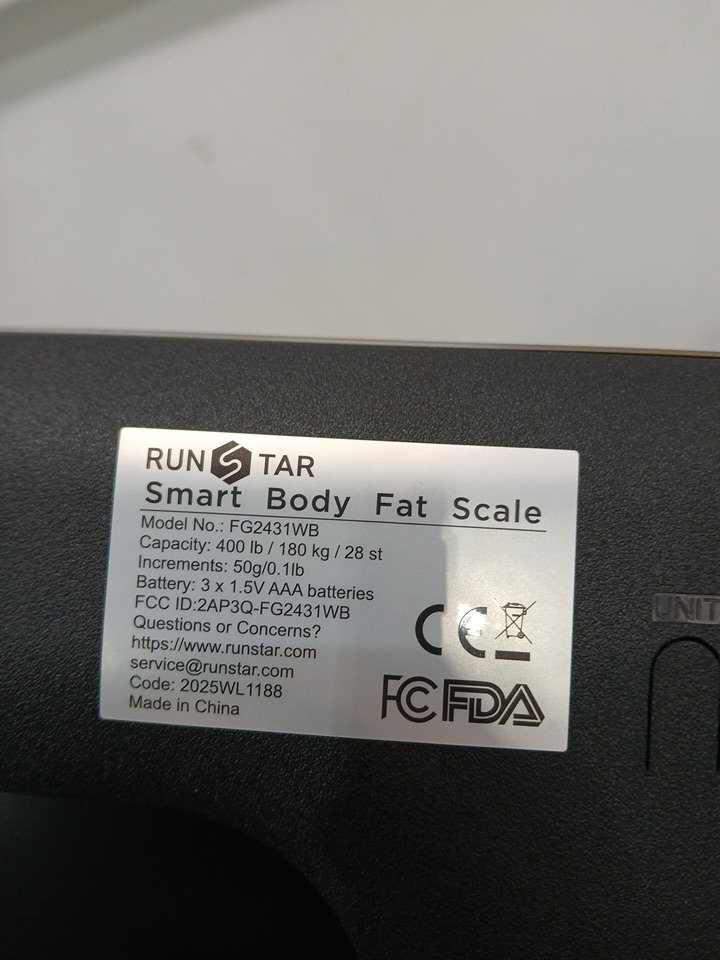 RUNSTAR
Smart Body Fat Scale
Model No.: FG2431WB
Capacity: 400 lb / 180 kg / 28 st
Increments: 50g/0.1lb
Battery: 3 x 1.5V AAA batteries
FCC ID:2AP3Q-FG2431WB
Questions or Concerns?
https://www.runstar.com
service@runstar.com
Code: 2025WL1188
Made in China
CE
FC FDA
UNIT